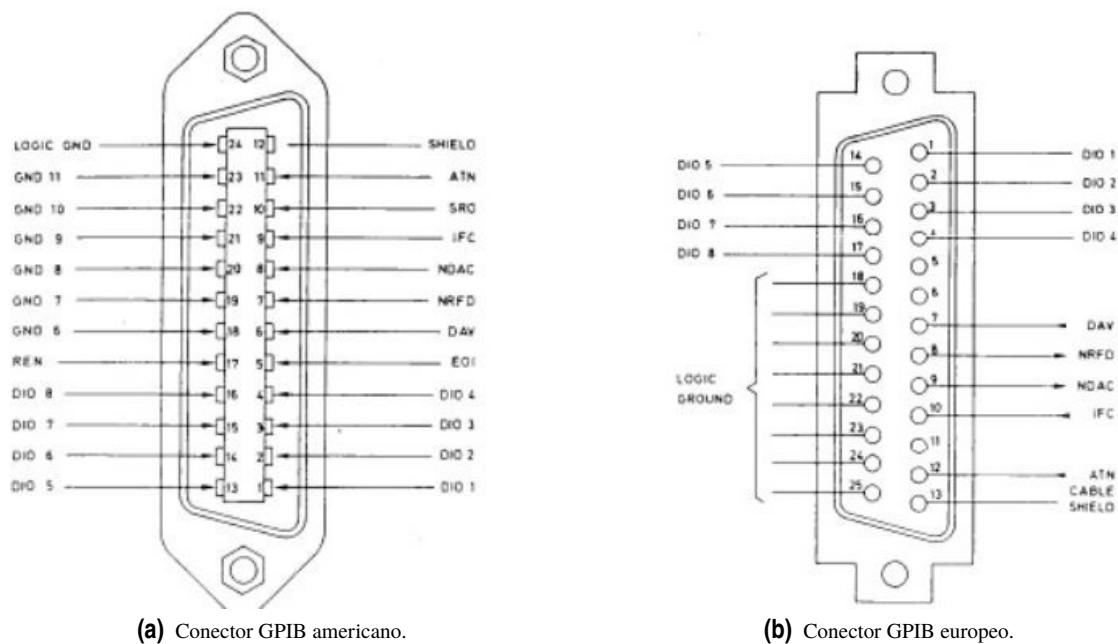 LOGIC GND 24 12 SHIELD
GND 11 23 11 ATN
GND 10 22 10 SRQ
GND 9 21 9 IFC
GND 8 20 8 NDAC
GND 7 19 7 NRFD
GND 6 18 6 DAV
REN 17 5 EOI
DIO 8 16 4 DIO 4
DIO 7 15 3 DIO 3
DIO 6 14 2 DIO 2
DIO 5 13 1 DIO 1
(a) Conector GPIB americano.
1 DIO 1
DIO 5 14
2 DIO 2
DIO 6 15
3 DIO 3
DIO 7 16
4 DIO 4
DIO 8 17
5
18
6
19
7 DAV
20
8 NRFD
21
9 NDAC
LOGIC
GROUND
22
10 IFC
23
11
24
12 ATN
25
13 CABLE
SHIELD
(b) Conector GPIB europeo.